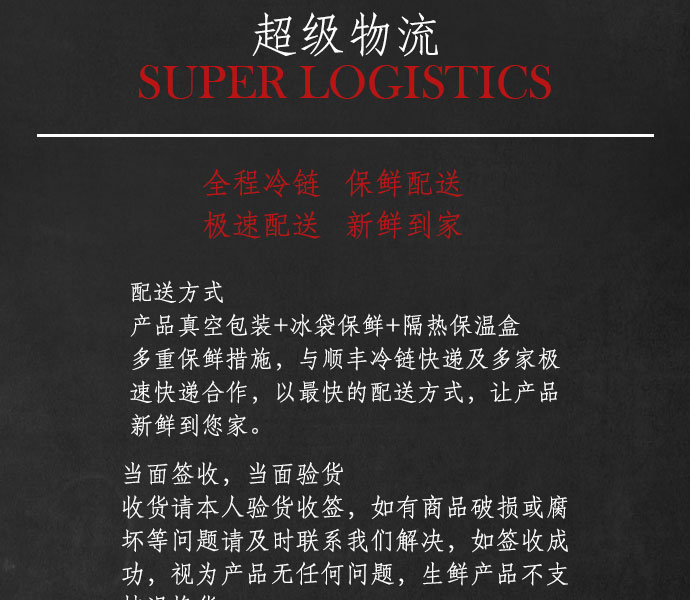 超级物流
SUPER LOGISTICS
全程冷链 保鲜配送
极速配送 新鲜到家
配送方式
产品真空包装+冰袋保鲜+隔热保温盒
多重保鲜措施，与顺丰冷链快递及多家极
速快递合作，以最快的配送方式，让产品
新鲜到您家。
当面签收，当面验货
收货请本人验货收签，如有商品破损或腐
坏等问题请及时联系我们解决，如签收成
功，视为产品无任何问题，生鲜产品不支